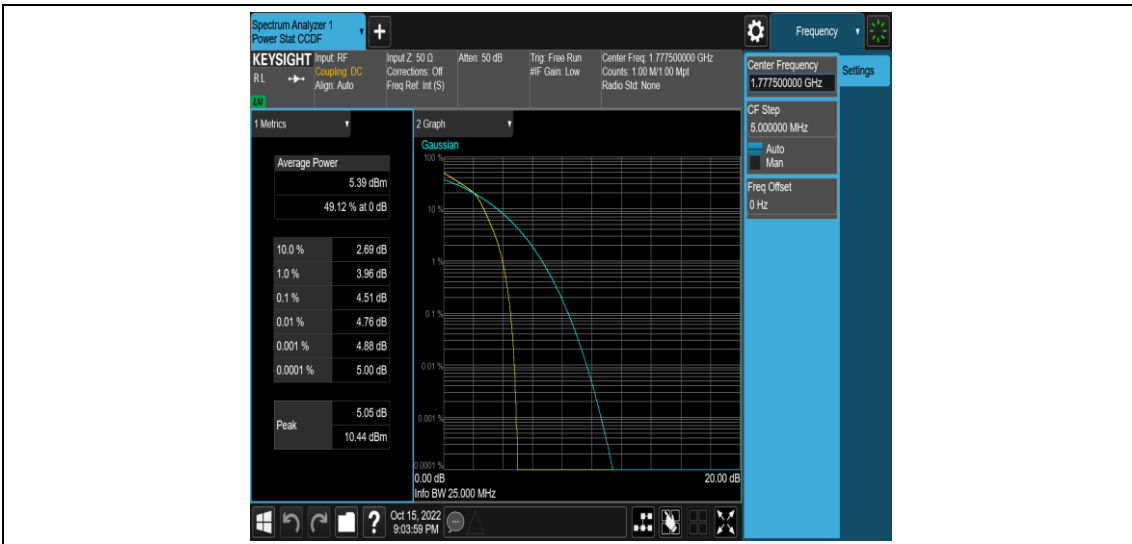 Spectrum Analyzer 1
Power Stat CCDF
+
Frequency
KEYSIGHT
RL
LXI
Input: RF
Coupling: DC
Align: Auto
Input Z: 50 Ω
Corrections: Off
Freq Ref: Int (S)
Atten: 50 dB
Trig: Free Run
#IF Gain: Low
Center Freq: 1.777500000 GHz
Counts: 1.00 M/1.00 Mpt
Radio Std: None
Center Frequency
1.777500000 GHz
Settings
CF Step
5.000000 MHz
Auto
Man
Freq Offset
0 Hz
1 Metrics
Average Power
5.39 dBm
49.12 % at 0 dB
10.0 % 2.69 dB
1.0 % 3.96 dB
0.1 % 4.51 dB
0.01 % 4.76 dB
0.001 % 4.88 dB
0.0001 % 5.00 dB
Peak
5.05 dB
10.44 dBm
2 Graph
Gaussian
100 %
10 %
1 %
0.1 %
0.01 %
0.001 %
0.0001 %
0.00 dB 20.00 dB
Info BW 25.000 MHz
?
Oct 15, 2022
9:03:59 PM